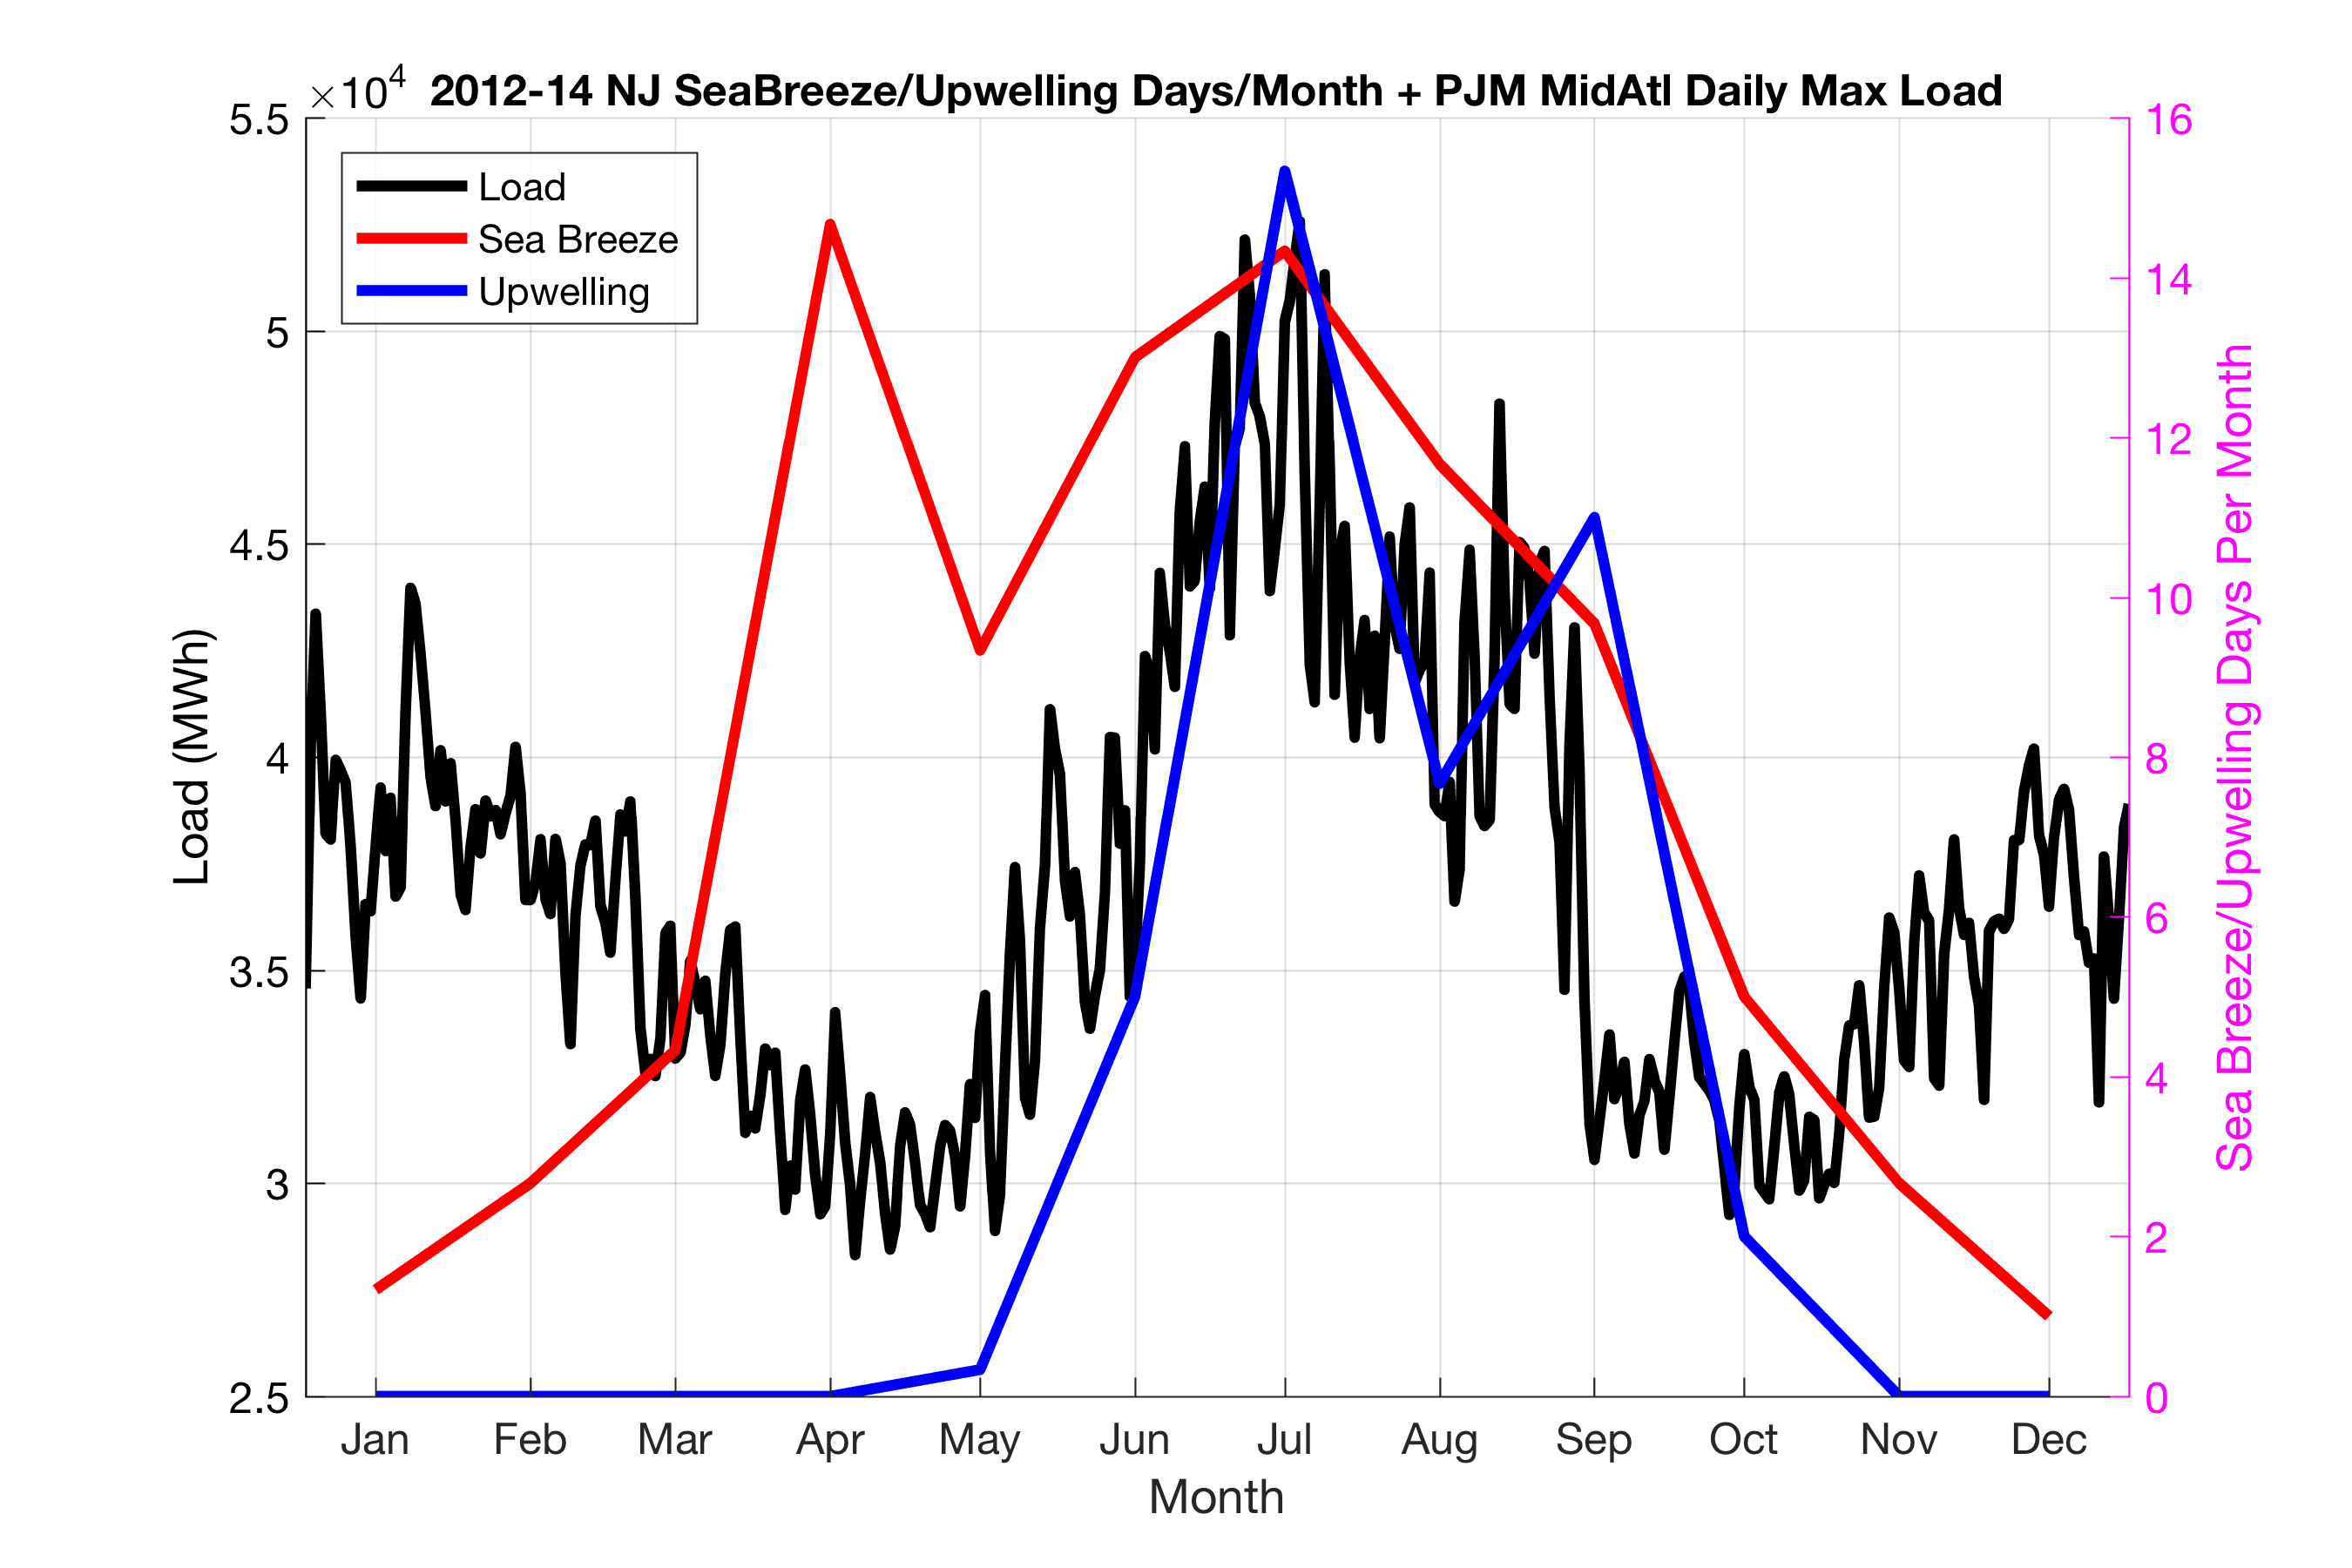 ×10⁴ 2012-14 NJ SeaBreeze/Upwelling Days/Month + PJM MidAtl Daily Max Load
Load
Sea Breeze
Upwelling
5.5
5
4.5
4
3.5
3
2.5
Load (MWh)
16
14
12
10
8
6
4
2
0
Sea Breeze/Upwelling Days Per Month
Jan Feb Mar Apr May Jun Jul Aug Sep Oct Nov Dec
Month